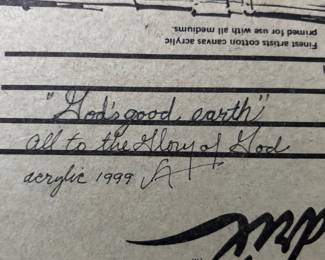 Finest artists cotton canvas acrylic
primed for use with all mediums.
"God's good earth"
All to the Glory of God
acrylic 1999